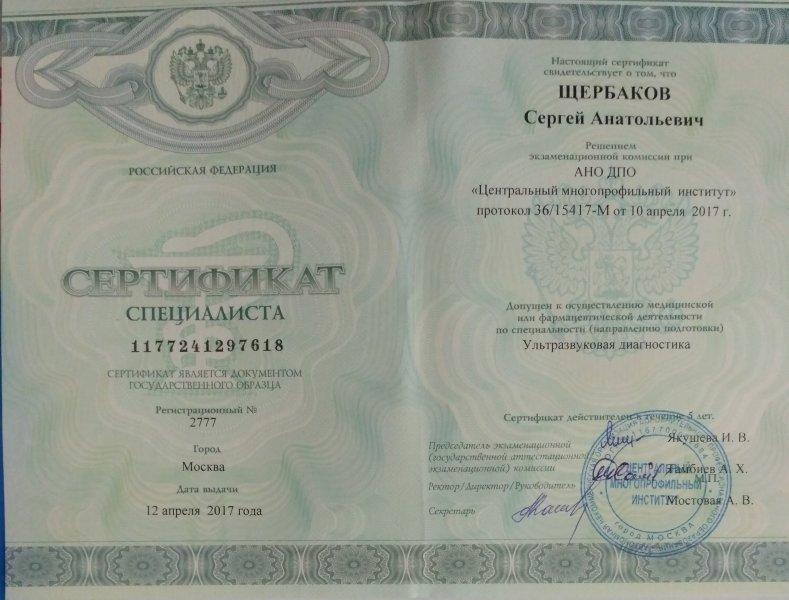 РОССИЙСКАЯ ФЕДЕРАЦИЯ
СЕРТИФИКАТ
СПЕЦИАЛИСТА
1177241297618
СЕРТИФИКАТ ЯВЛЯЕТСЯ ДОКУМЕНТОМ
ГОСУДАРСТВЕННОГО ОБРАЗЦА
Регистрационный №
2777
Город
Москва
Дата выдачи
12 апреля 2017 года
Настоящий сертификат
свидетельствует о том, что
ЩЕРБАКОВ
Сергей Анатольевич
Решением
экзаменационной комиссии при
АНО ДПО
«Центральный многопрофильный институт»
протокол 36/15417-М от 10 апреля 2017 г.
Допущен к осуществлению медицинской
или фармацевтической деятельности
по специальности (направлению подготовки)
Ультразвуковая диагностика
Сертификат действителен в течение 5 лет.
Председатель экзаменационной
(государственной аттестационной
экзаменационной) комиссии
Якушева И. В.
Ректор/Директор/Руководитель
Тамбиев А. Х.
М.П.
Секретарь
Мостовая А. В.
ЦЕНТРАЛЬНЫЙ
МНОГОПРОФИЛЬНЫЙ
ИНСТИТУТ
город МОСКВА